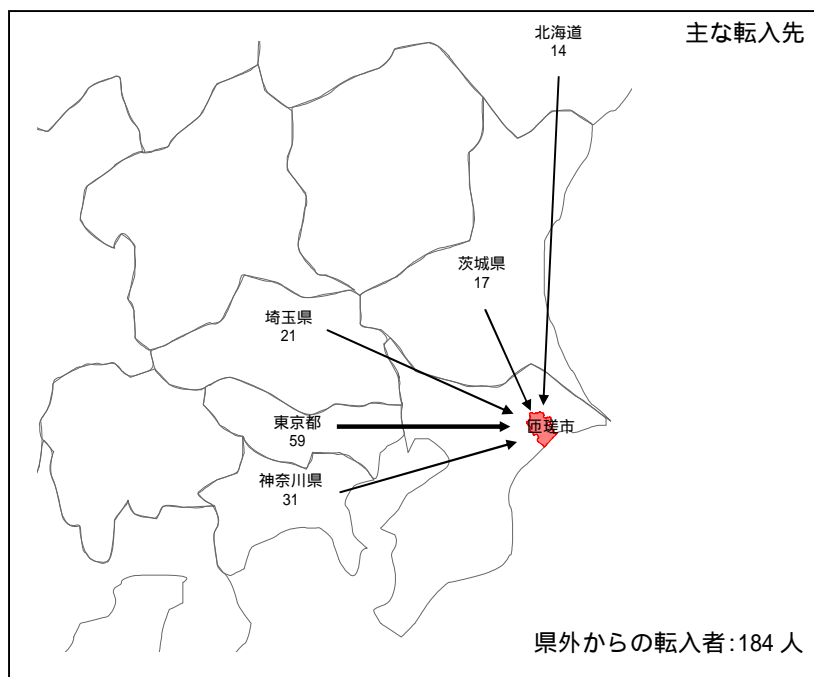 主な転入先
北海道
14
茨城県
17
埼玉県
21
東京都
59
匝瑳市
神奈川県
31
県外からの転入者:184 人